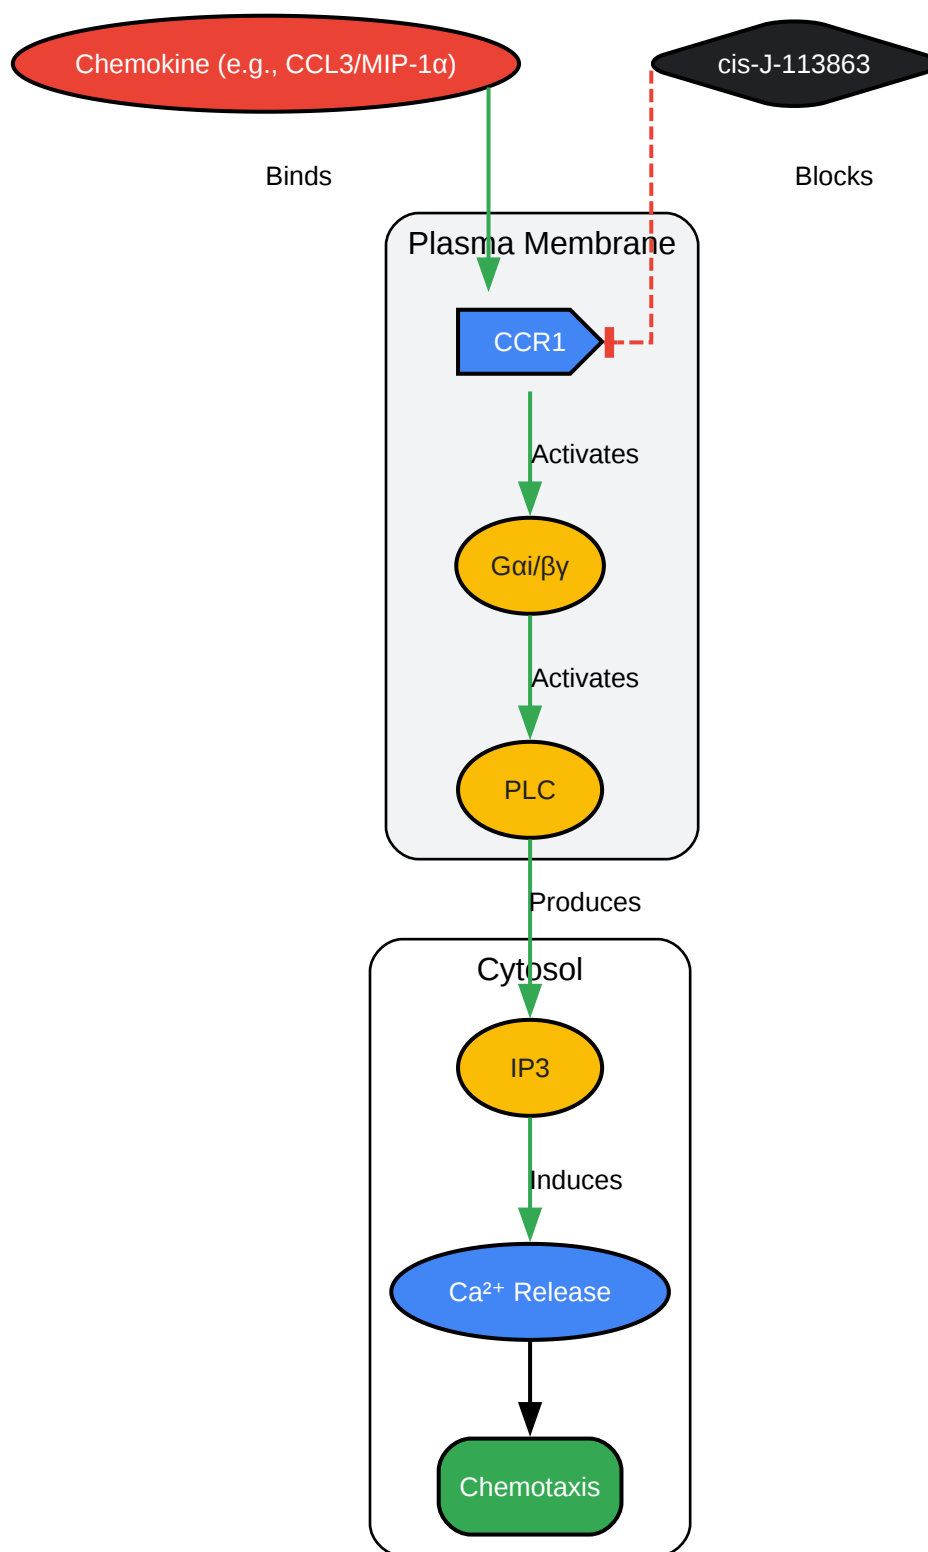 Chemokine (e.g., CCL3/MIP-1α)
cis-J-113863
Binds
Blocks
Plasma Membrane
CCR1
Activates
Gαi/βγ
Activates
PLC
Produces
Cytosol
IP3
Induces
Ca²⁺ Release
Chemotaxis